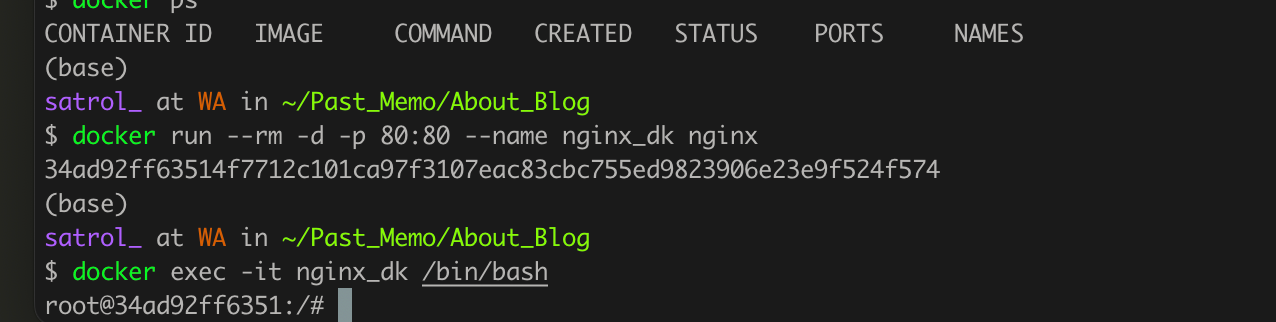 $ docker ps
CONTAINER ID   IMAGE     COMMAND   CREATED   STATUS    PORTS     NAMES
(base)
satrol_ at WA in ~/Past_Memo/About_Blog
$ docker run --rm -d -p 80:80 --name nginx_dk nginx
34ad92ff63514f7712c101ca97f3107eac83cbc755ed9823906e23e9f524f574
(base)
satrol_ at WA in ~/Past_Memo/About_Blog
$ docker exec -it nginx_dk /bin/bash
root@34ad92ff6351:/#